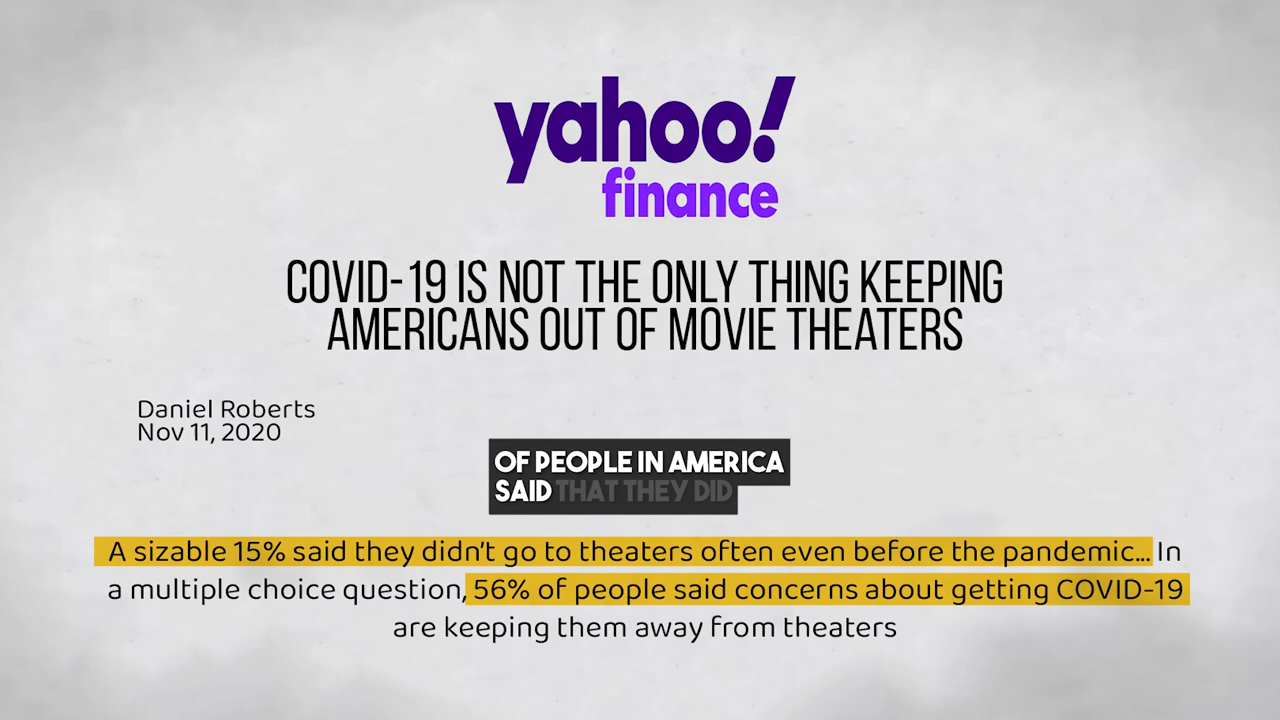 yahoo!
finance
COVID-19 IS NOT THE ONLY THING KEEPING
AMERICANS OUT OF MOVIE THEATERS
Daniel Roberts
Nov 11, 2020
OF PEOPLE IN AMERICA
SAID THAT THEY DID
A sizable 15% said they didn't go to theaters often even before the pandemic... In
a multiple choice question, 56% of people said concerns about getting COVID-19
are keeping them away from theaters